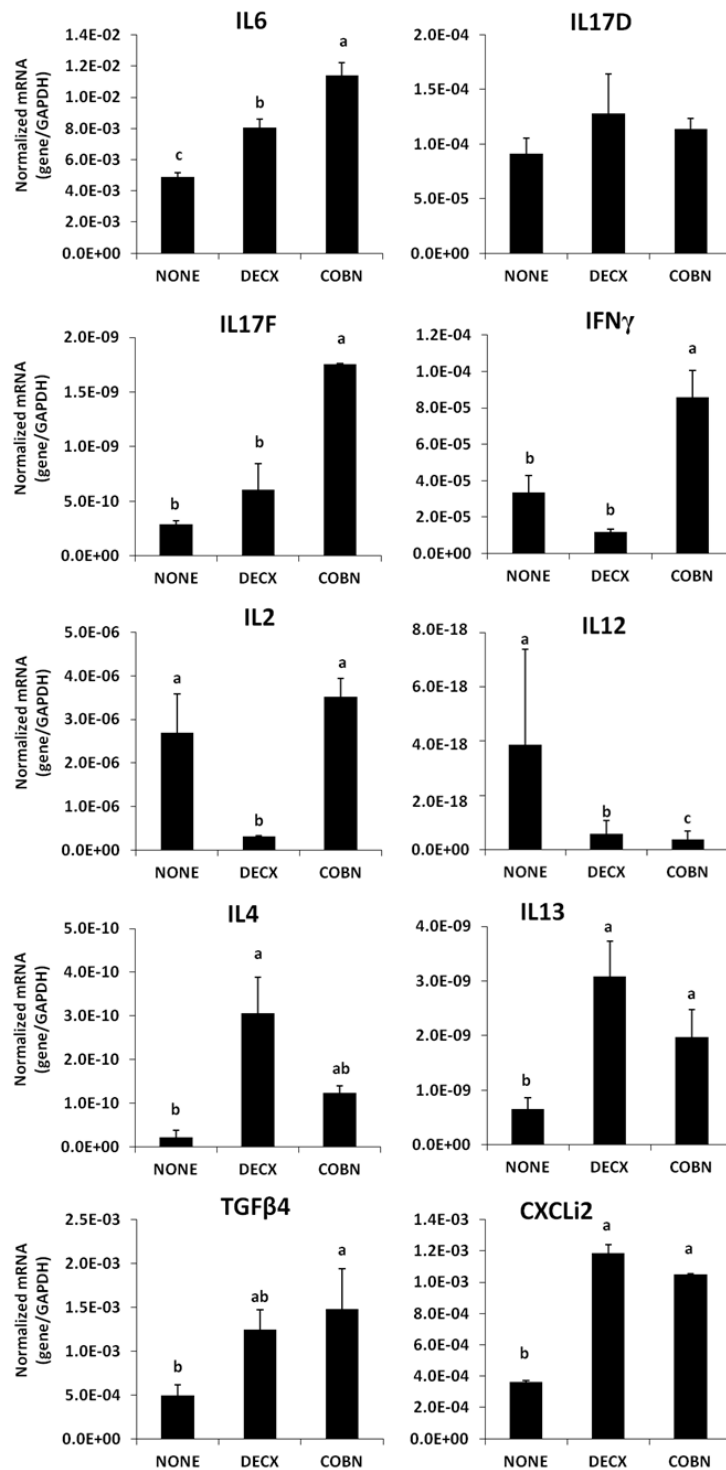 IL6
Normalized mRNA
(gene/GAPDH)
1.4E-02
1.2E-02
1.0E-02
8.0E-03
6.0E-03
4.0E-03
2.0E-03
0.0E+00
c
b
a
NONE DECX COBN
IL17D
2.0E-04
1.5E-04
1.0E-04
5.0E-05
0.0E+00
NONE DECX COBN
IL17F
Normalized mRNA
(gene/GAPDH)
2.0E-09
1.5E-09
1.0E-09
5.0E-10
0.0E+00
b
b
a
NONE DECX COBN
IFNγ
1.2E-04
1.0E-04
8.0E-05
6.0E-05
4.0E-05
2.0E-05
0.0E+00
b
b
a
NONE DECX COBN
IL2
Normalized mRNA
(gene/GAPDH)
5.0E-06
4.0E-06
3.0E-06
2.0E-06
1.0E-06
0.0E+00
a
b
a
NONE DECX COBN
IL12
8.0E-18
6.0E-18
4.0E-18
2.0E-18
0.0E+00
a
b
c
NONE DECX COBN
IL4
Normalized mRNA
(gene/GAPDH)
5.0E-10
4.0E-10
3.0E-10
2.0E-10
1.0E-10
0.0E+00
b
a
ab
NONE DECX COBN
IL13
4.0E-09
3.0E-09
2.0E-09
1.0E-09
0.0E+00
b
a
a
NONE DECX COBN
TGFβ4
Normalized mRNA
(gene/GAPDH)
2.5E-03
2.0E-03
1.5E-03
1.0E-03
5.0E-04
0.0E+00
b
ab
a
NONE DECX COBN
CXCLi2
1.4E-03
1.2E-03
1.0E-03
8.0E-04
6.0E-04
4.0E-04
2.0E-04
0.0E+00
b
a
a
NONE DECX COBN